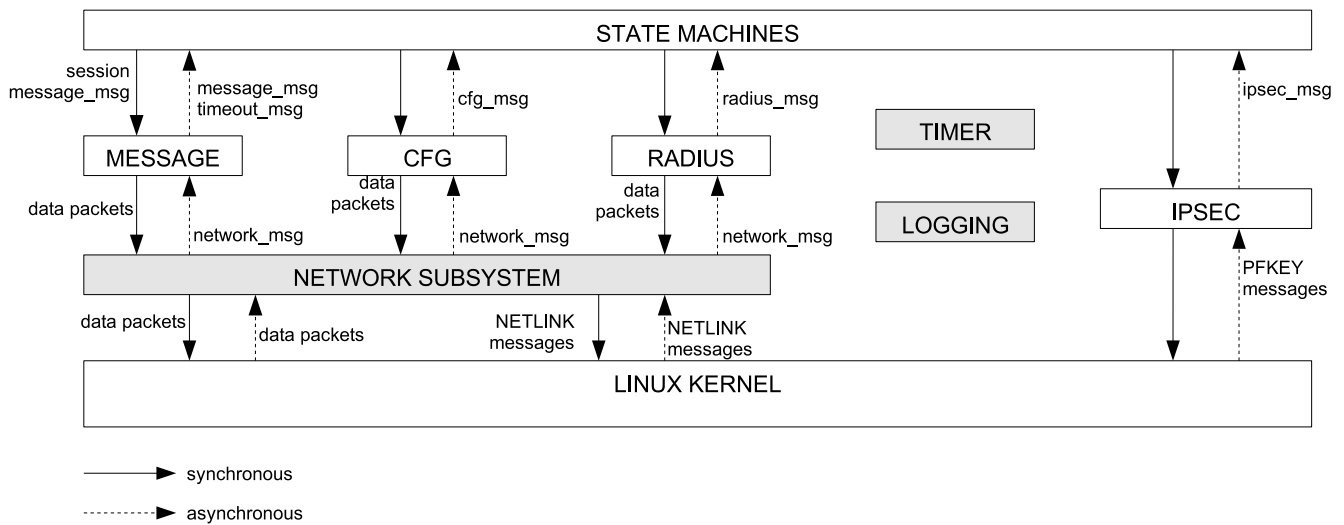 STATE MACHINES
session
message_msg
message_msg
timeout_msg
cfg_msg
radius_msg
ipsec_msg
TIMER
MESSAGE
CFG
RADIUS
data packets
network_msg
data
packets
network_msg
data
packets
network_msg
LOGGING
IPSEC
NETWORK SUBSYSTEM
PFKEY
messages
data packets
data packets
NETLINK
messages
NETLINK
messages
LINUX KERNEL
synchronous
asynchronous